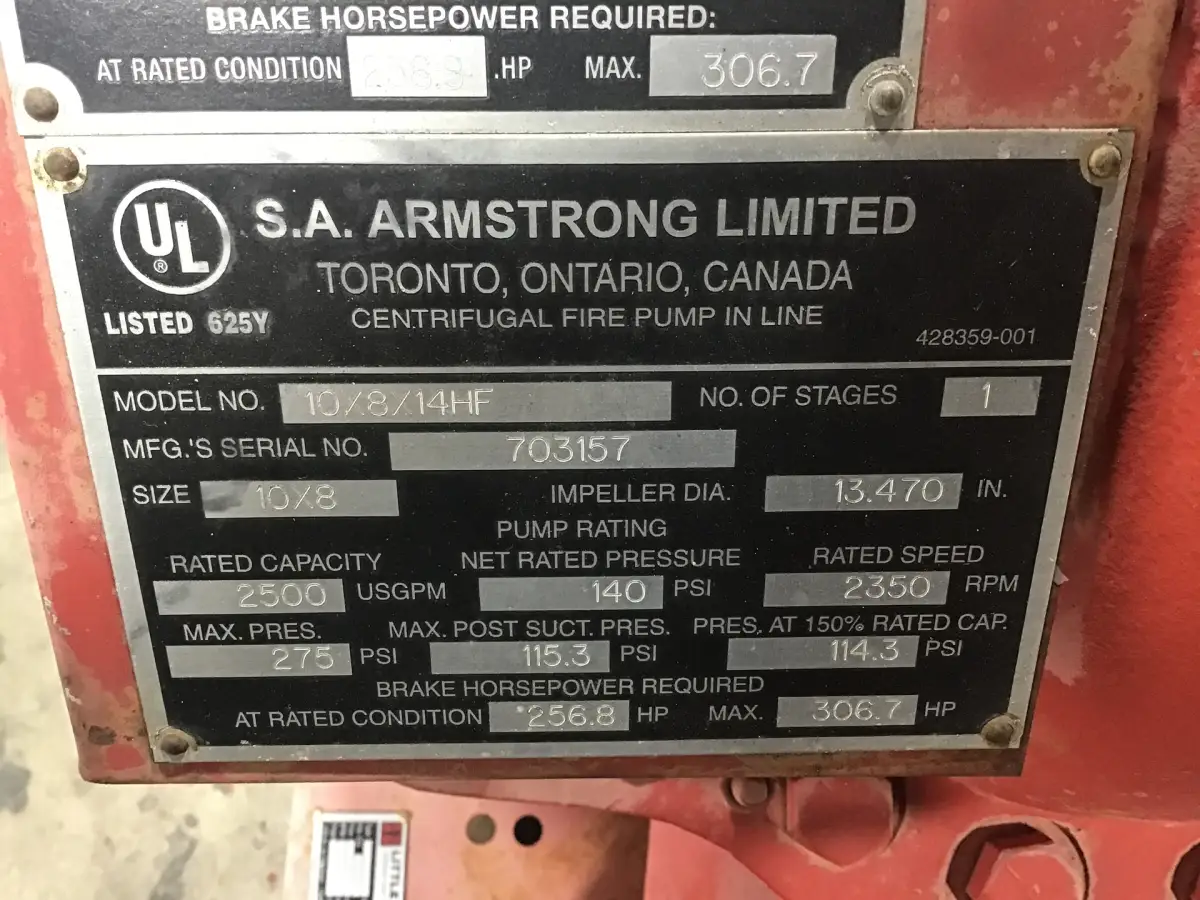 BRAKE HORSEPOWER REQUIRED:
AT RATED CONDITION 256.8 .HP MAX. 306.7
UL ®
S.A. ARMSTRONG LIMITED
TORONTO, ONTARIO, CANADA
LISTED 625Y CENTRIFUGAL FIRE PUMP IN LINE
428359-001
MODEL NO. 10X8X14HF NO. OF STAGES 1
MFG.'S SERIAL NO. 703157
SIZE 10X8 IMPELLER DIA. 13.470 IN.
PUMP RATING
RATED CAPACITY NET RATED PRESSURE RATED SPEED
2500 USGPM 140 PSI 2350 RPM
MAX. PRES. MAX. POST SUCT. PRES. PRES. AT 150% RATED CAP.
275 PSI 115.3 PSI 114.3 PSI
BRAKE HORSEPOWER REQUIRED
AT RATED CONDITION 256.8 HP MAX. 306.7 HP
LITTLE